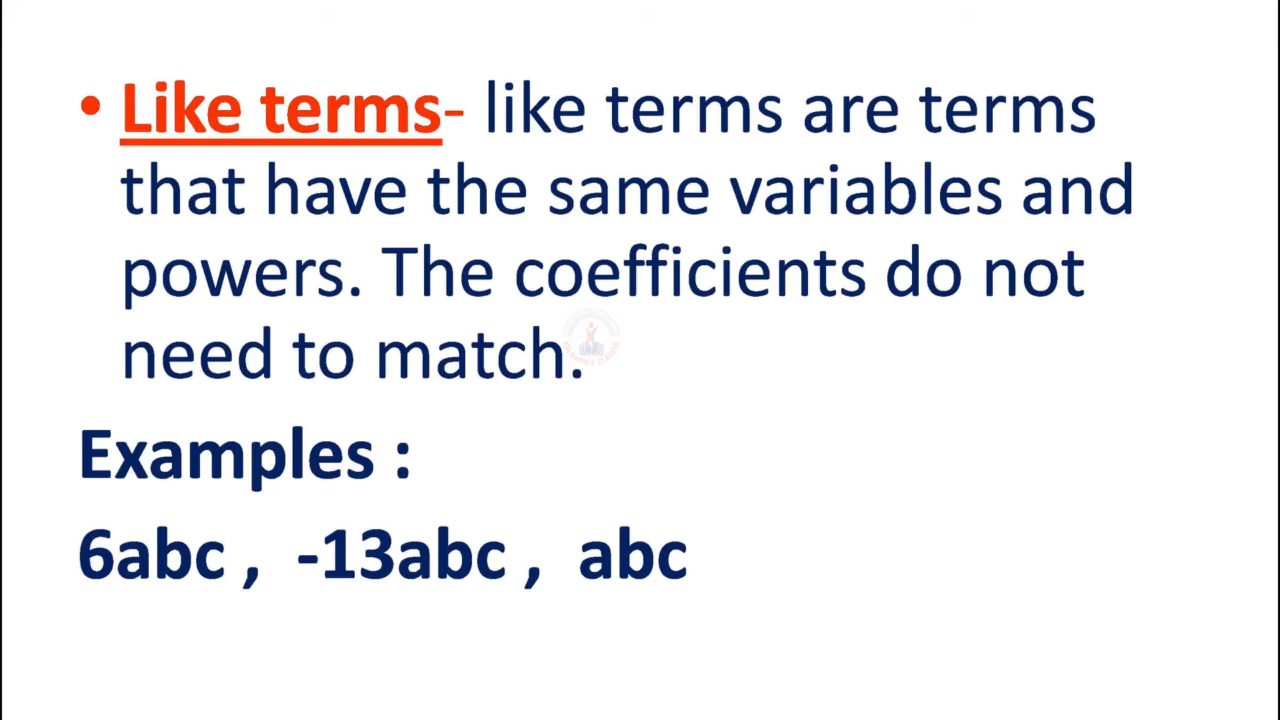 • Like terms- like terms are terms
that have the same variables and
powers. The coefficients do not
need to match.
Examples :
6abc , -13abc , abc